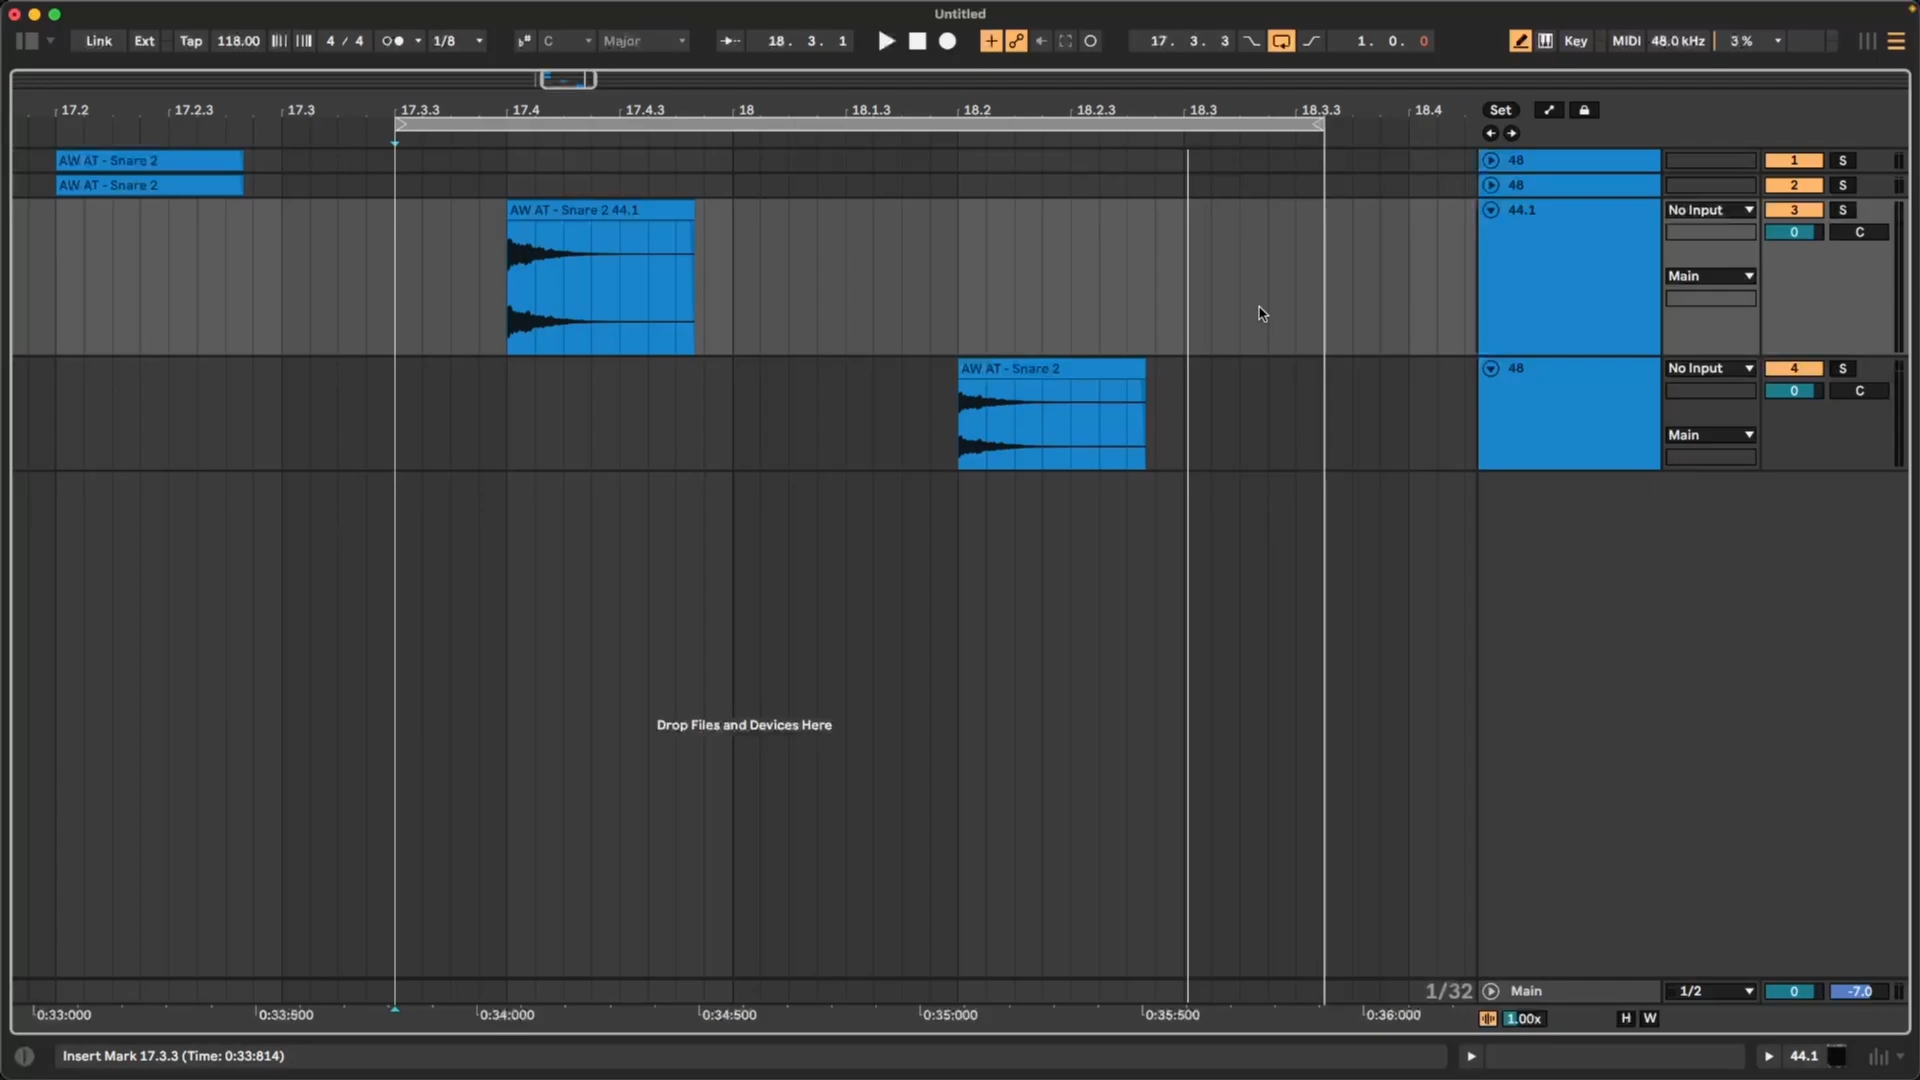 Untitled
Link Ext Tap 118.00 4 / 4 1/8 C Major 18. 3. 1 17. 3. 3 1. 0. 0 Key MIDI 48.0 kHz 3 %
17.2 17.2.3 17.3 17.3.3 17.4 17.4.3 18 18.1.3 18.2 18.2.3 18.3 18.3.3 18.4 Set
AW AT - Snare 2 48 1 S
AW AT - Snare 2 48 2 S
AW AT - Snare 2 44.1 44.1 No Input 3 S
0 C
Main
AW AT - Snare 2 48 No Input 4 S
0 C
Main
Drop Files and Devices Here
1/32 Main 1/2 0 -7.0
0:33:000 0:33:500 0:34:000 0:34:500 0:35:000 0:35:500 0:36:000 1.00x H W
Insert Mark 17.3.3 (Time: 0:33:814) 44.1